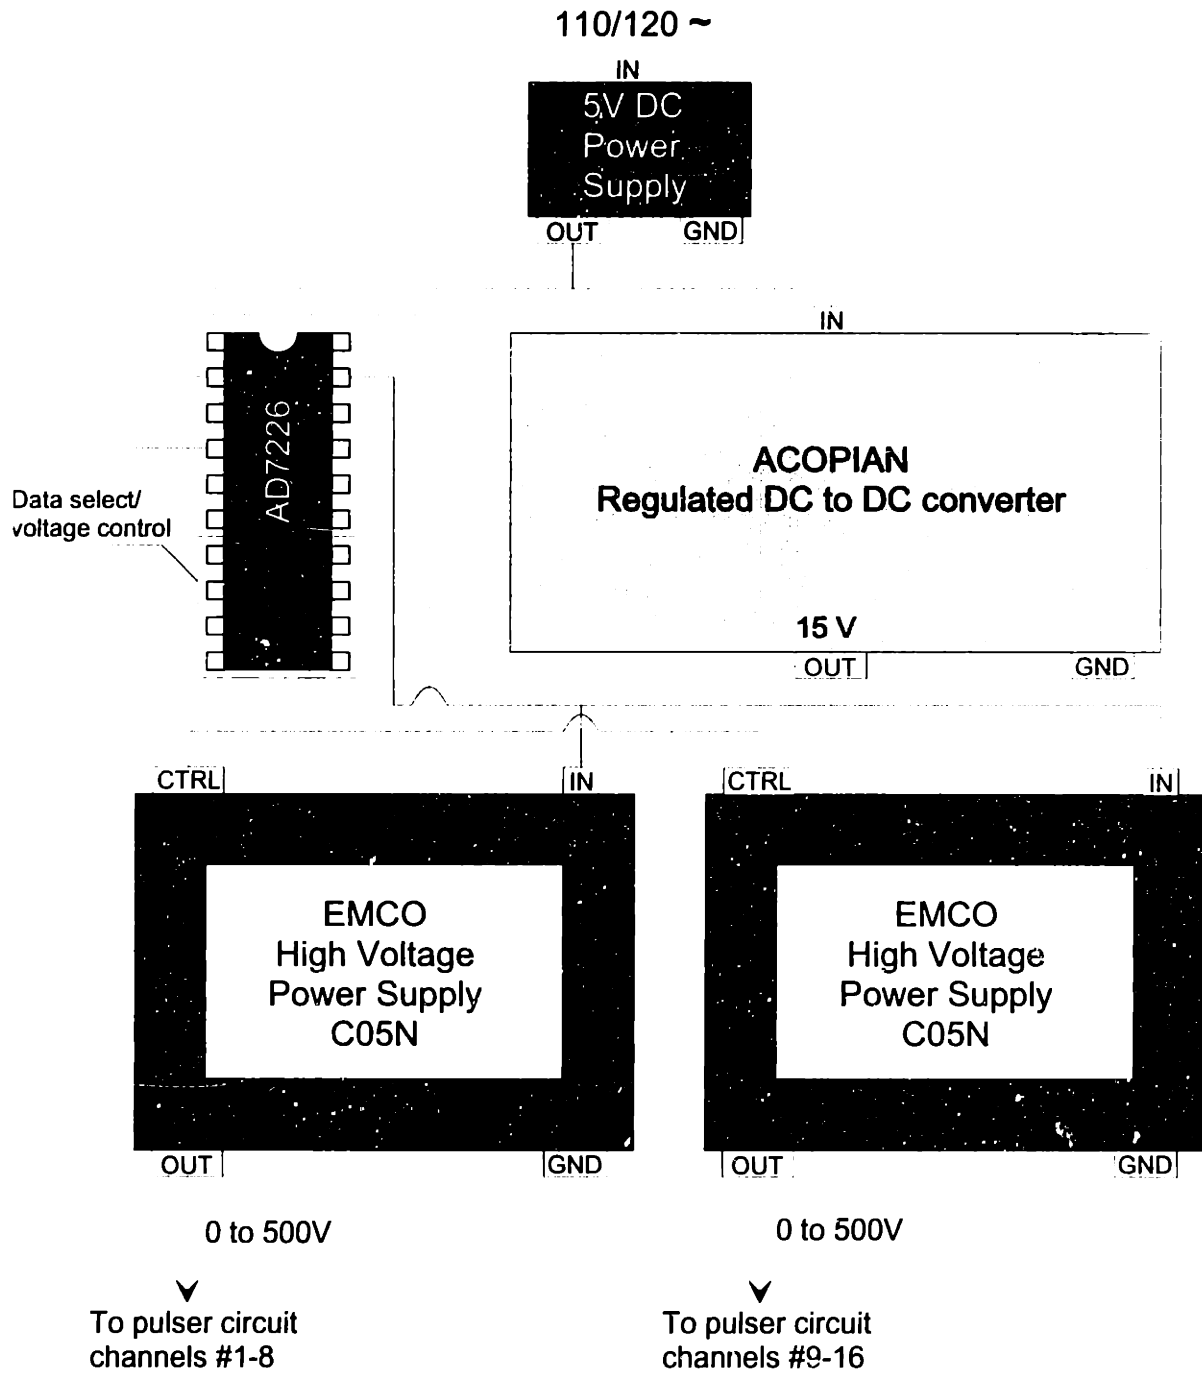 110/120 ~
IN
5V DC
Power
Supply
OUT
GND
IN
AD7226
ACOPIAN
Regulated DC to DC converter
Data select/
voltage control
15 V
OUT
GND
CTRL
IN
CTRL
IN
EMCO
High Voltage
Power Supply
C05N
EMCO
High Voltage
Power Supply
C05N
OUT
GND
OUT
GND
0 to 500V
0 to 500V
To pulser circuit
channels #1-8
To pulser circuit
channels #9-16